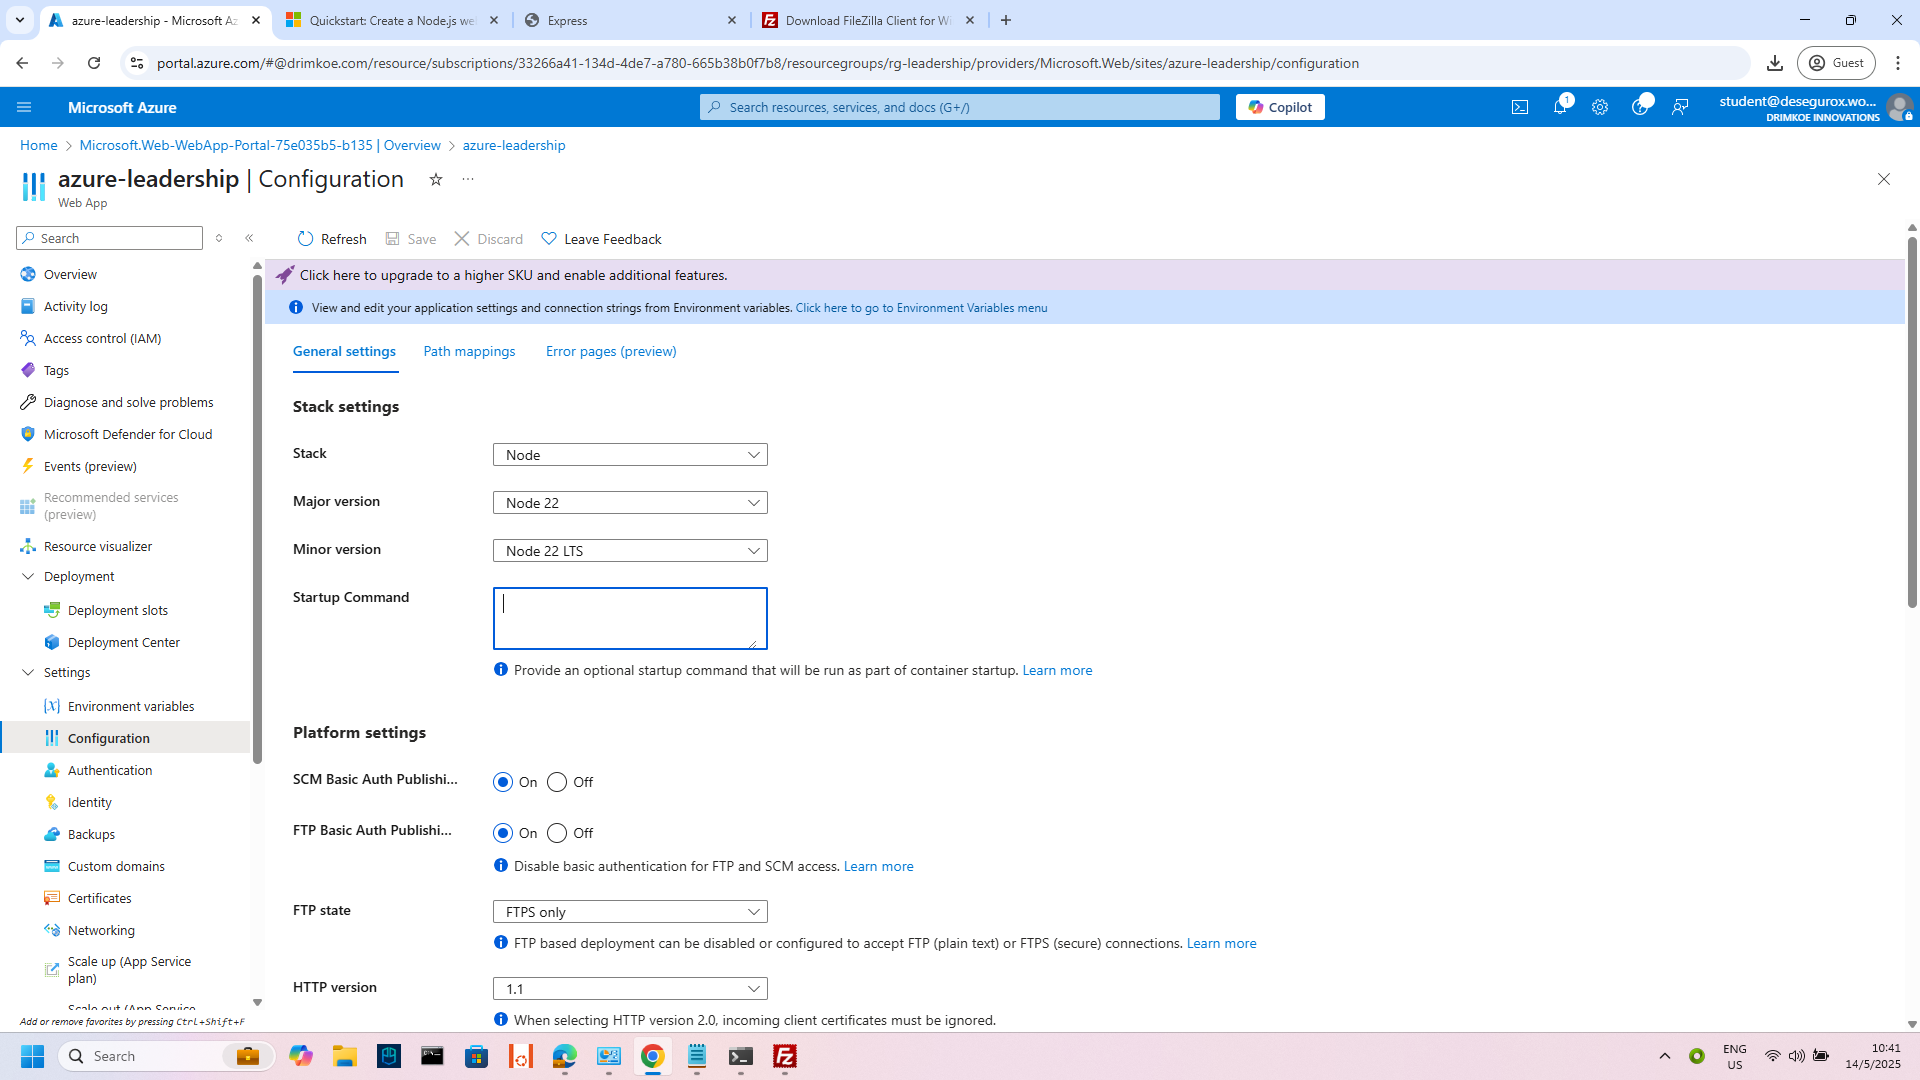 azure-leadership - Microsoft Az
Quickstart: Create a Node.js we
Express
Download FileZilla Client for Wi
portal.azure.com/#@drimkoe.com/resource/subscriptions/33266a41-134d-4de7-a780-665b38b0f7b8/resourcegroups/rg-leadership/providers/Microsoft.Web/sites/azure-leadership/configuration
Guest
Microsoft Azure
Search resources, services, and docs (G+/)
Copilot
1
student@desegurox.wo...
DRIMKOE INNOVATIONS
Home > Microsoft.Web-WebApp-Portal-75e035b5-b135 | Overview > azure-leadership
azure-leadership | Configuration
Web App
Search
Refresh
Save
Discard
Leave Feedback
Click here to upgrade to a higher SKU and enable additional features.
View and edit your application settings and connection strings from Environment variables. Click here to go to Environment Variables menu
Overview
Activity log
Access control (IAM)
Tags
Diagnose and solve problems
Microsoft Defender for Cloud
Events (preview)
Recommended services
(preview)
Resource visualizer
Deployment
Deployment slots
Deployment Center
Settings
Environment variables
Configuration
Authentication
Identity
Backups
Custom domains
Certificates
Networking
Scale up (App Service
plan)
Scale out (App Service
Add or remove favorites by pressing Ctrl+Shift+F
General settings
Path mappings
Error pages (preview)
Stack settings
Stack
Node
Major version
Node 22
Minor version
Node 22 LTS
Startup Command
Provide an optional startup command that will be run as part of container startup. Learn more
Platform settings
SCM Basic Auth Publishi...
On
Off
FTP Basic Auth Publishi...
On
Off
Disable basic authentication for FTP and SCM access. Learn more
FTP state
FTPS only
FTP based deployment can be disabled or configured to accept FTP (plain text) or FTPS (secure) connections. Learn more
HTTP version
1.1
When selecting HTTP version 2.0, incoming client certificates must be ignored.
Search
ENG
US
10:41
14/5/2025